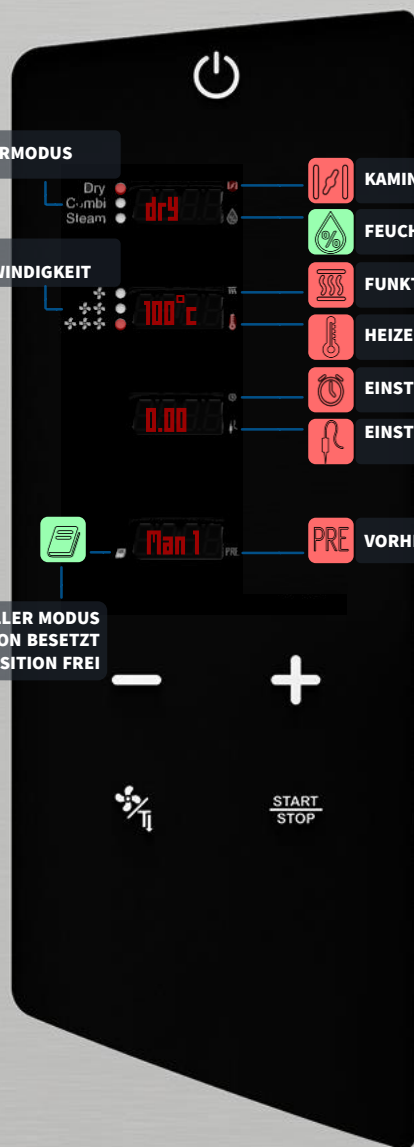 RMODUS
KAMIN
Dry
Combi
Steam
dry
%
FEUCH
WINDIGKEIT
FUNKT
100°c
HEIZE
EINST
0.00
EINST
Man 1
PRE
PRE
VORHE
LLER MODUS
ON BESETZT
SITION FREI
START
STOP